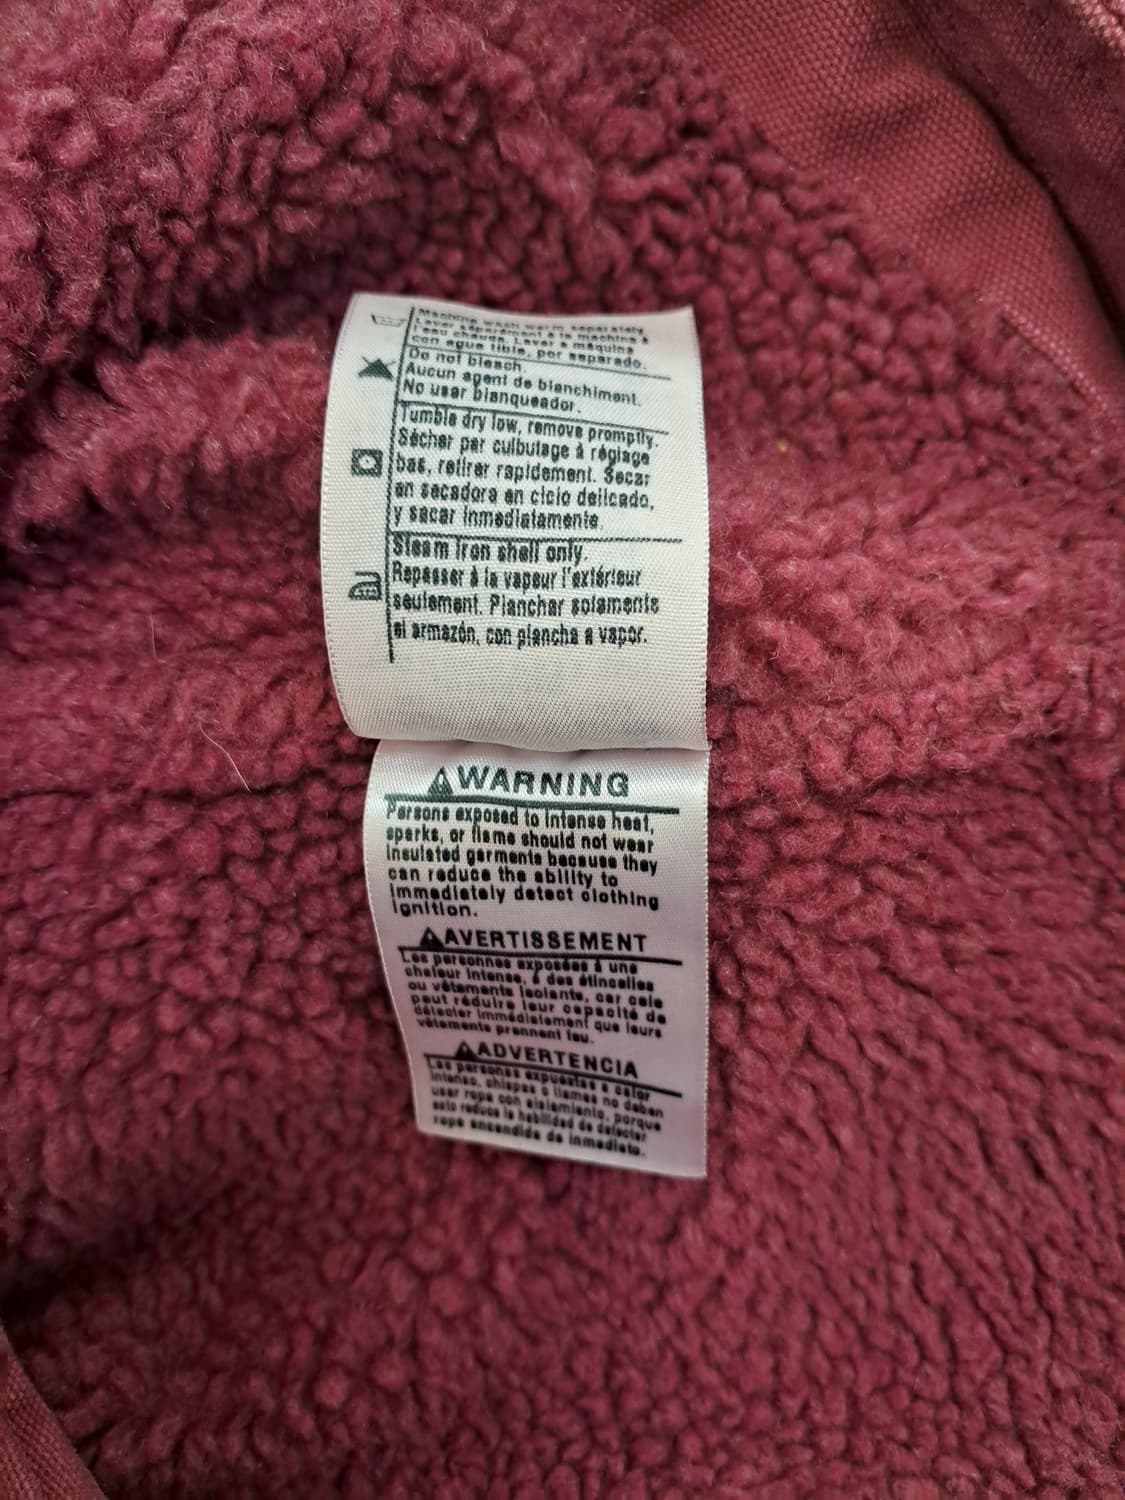 Machine wash warm separately.
Laver séparément à la machine à
l'eau chaude. Lavar a máquina
con agua tibia, por separado.
Do not bleach.
Aucun agent de blanchiment.
No usar blanqueador.
Tumble dry low, remove promptly.
Sécher par culbutage à réglage
bas, retirer rapidement. Secar
en secadora en ciclo delicado,
y sacar inmediatamente.
Steam iron shell only.
Repasser à la vapeur l'extérieur
seulement. Planchar solamente
el armazón, con plancha a vapor.
WARNING
Persons exposed to intense heat,
sparks, or flame should not wear
insulated garments because they
can reduce the ability to
immediately detect clothing
ignition.
AVERTISSEMENT
Les personnes exposées à une
chaleur intense, à des étincelles
ou vêtements isolants, car cela
peut réduire leur capacité de
détecter immédiatement que leurs
vêtements prennent feu.
ADVERTENCIA
Las personas expuestas a calor
intenso, chispas o llamas no deben
usar ropa con aislamiento, porque
esto reduce la habilidad de detectar
ropa encendida de inmediato.